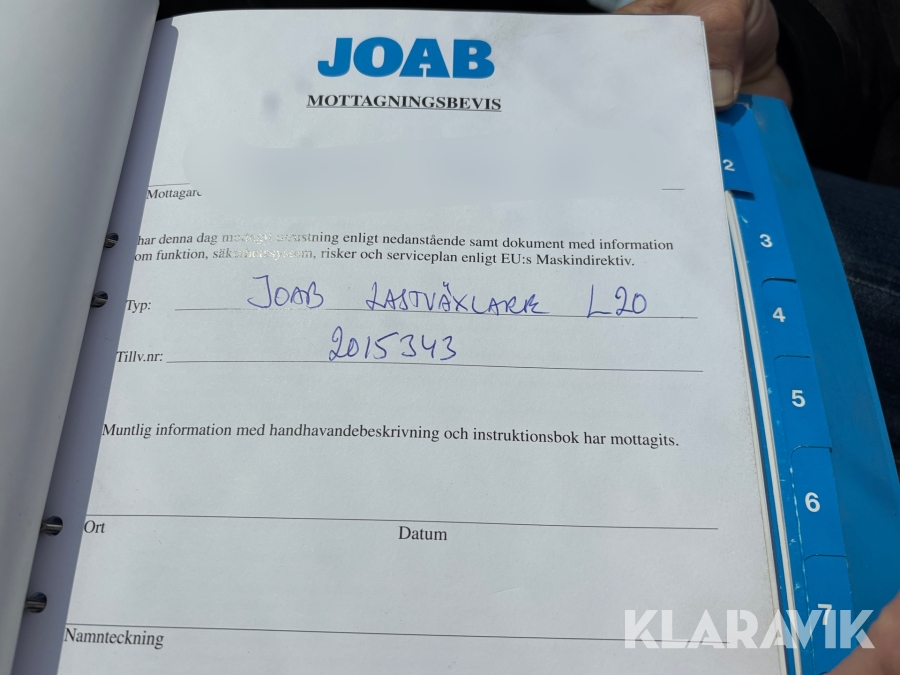 JOAB
MOTTAGNINGSBEVIS
Mottagare
har denna dag utrustning enligt nedanstående samt dokument med information
om funktion, säkerhetssystem, risker och serviceplan enligt EU:s Maskindirektiv.
Typ: JOAB LASTVÄXLARE L20
Tillv.nr: 2015343
Muntlig information med handhavandebeskrivning och instruktionsbok har mottagits.
Ort Datum
Namnteckning
2
3
4
5
6
7
KLARAVIK